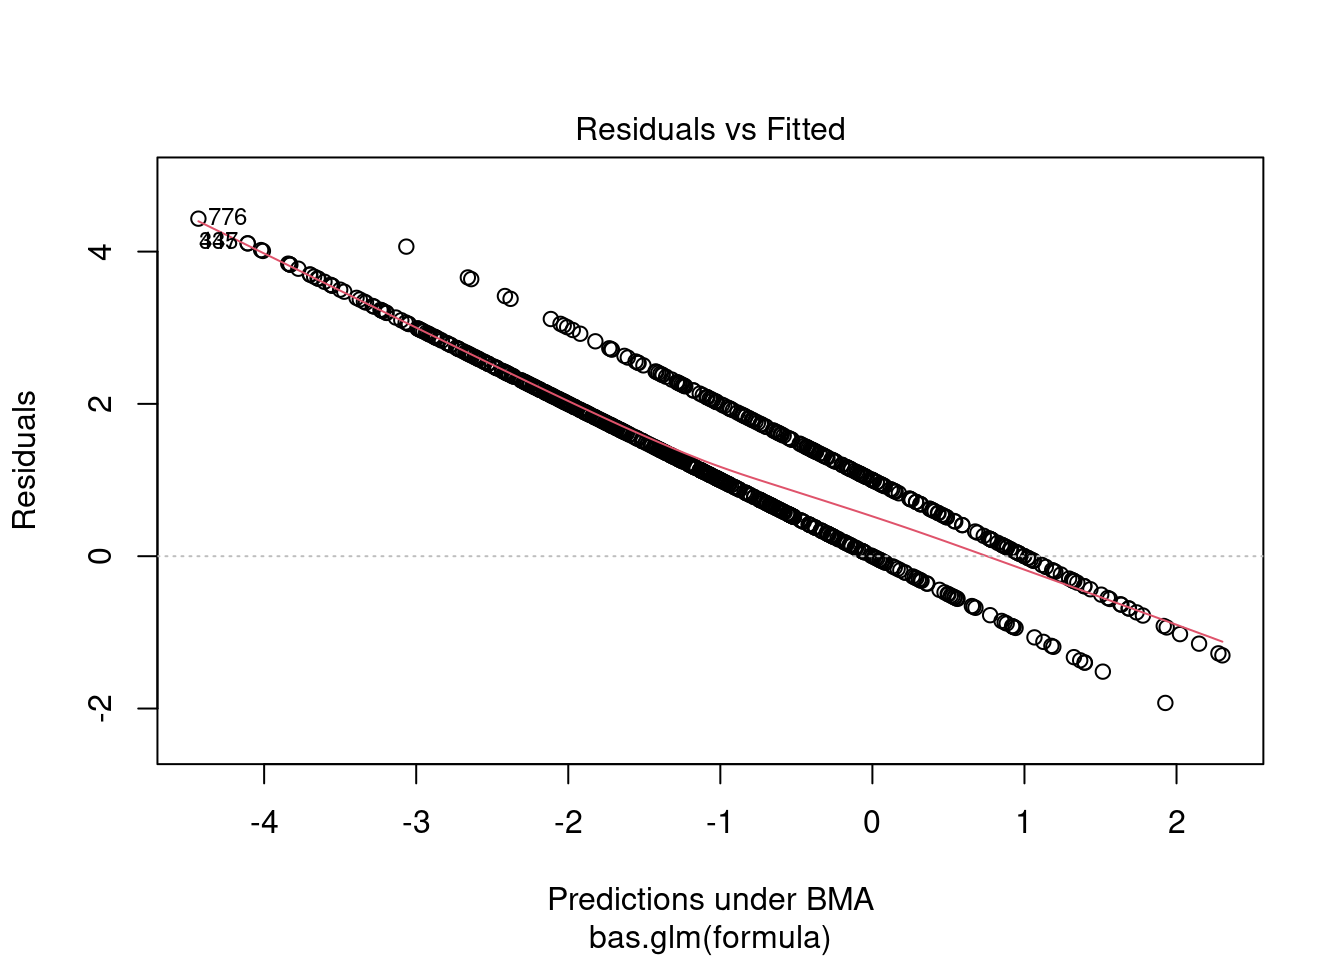 Residuals vs Fitted
776
Residuals
4
2
0
-2
-4 -3 -2 -1 0 1 2
Predictions under BMA
bas.glm(formula)